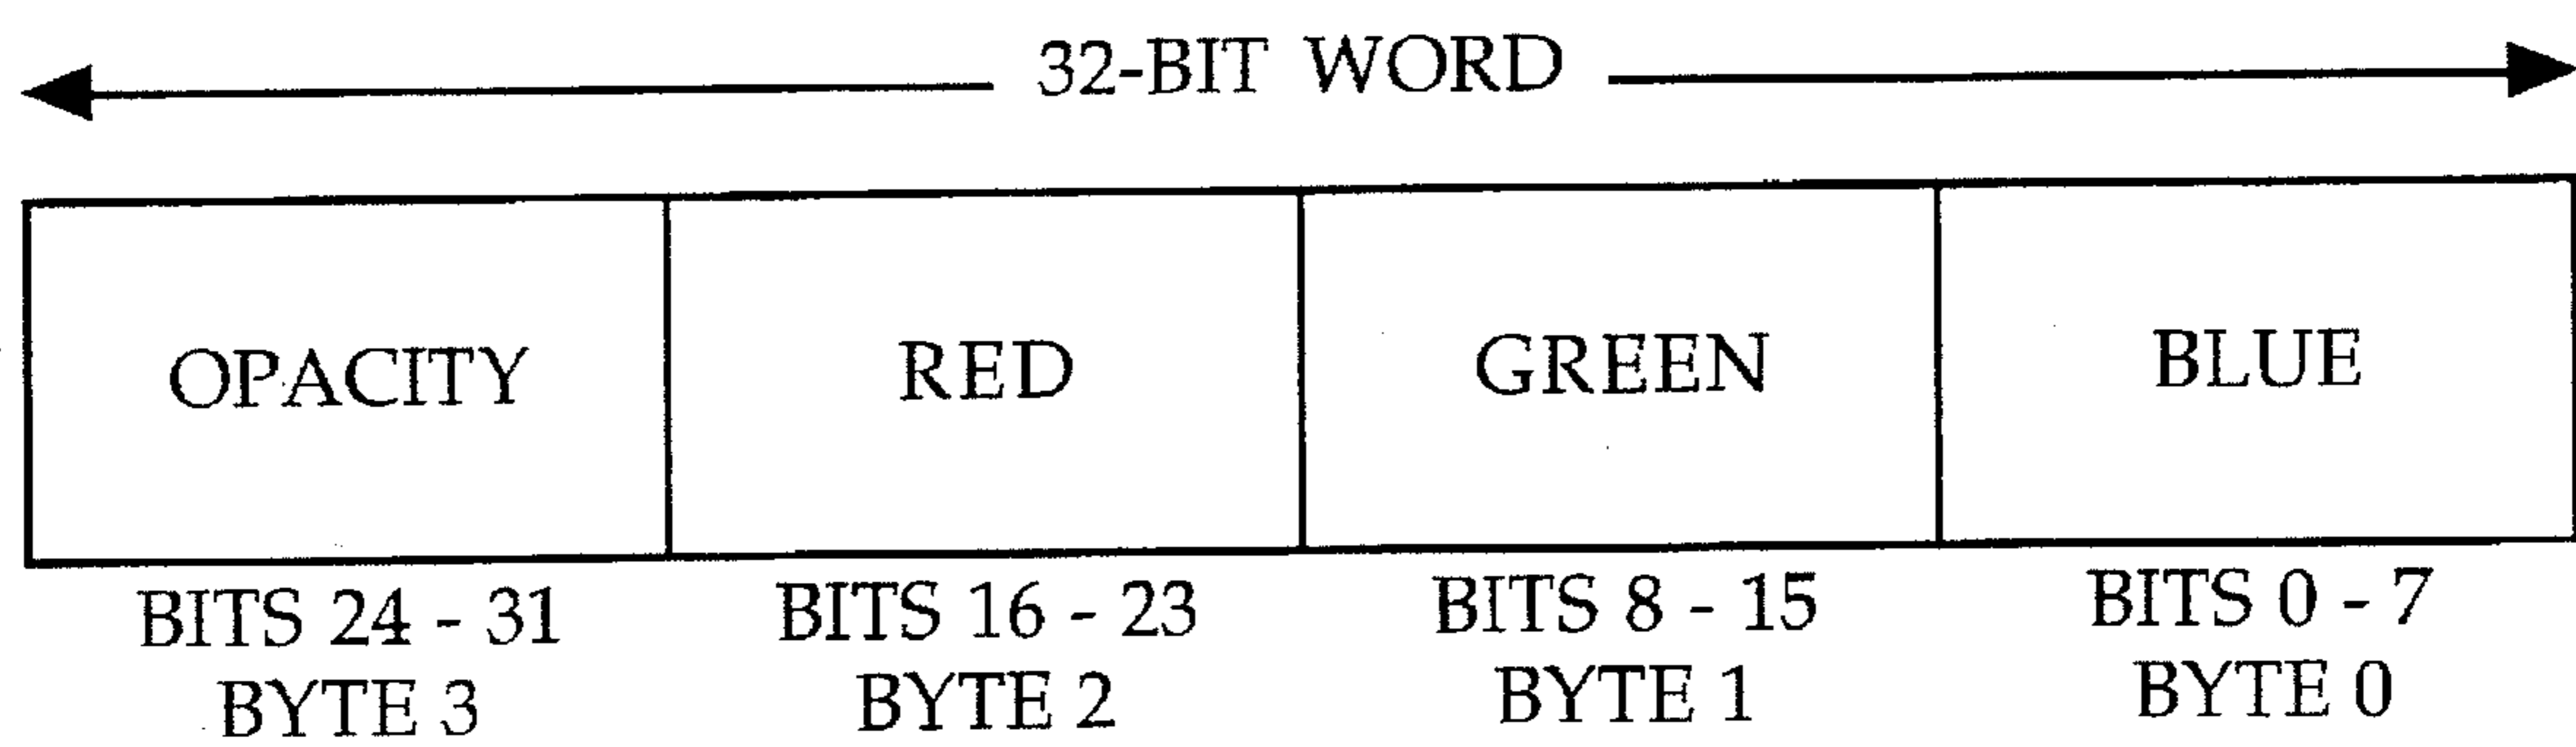 32-BIT WORD
OPACITY
RED
GREEN
BLUE
BITS 24 - 31
BYTE 3
BITS 16 - 23
BYTE 2
BITS 8 - 15
BYTE 1
BITS 0 - 7
BYTE 0